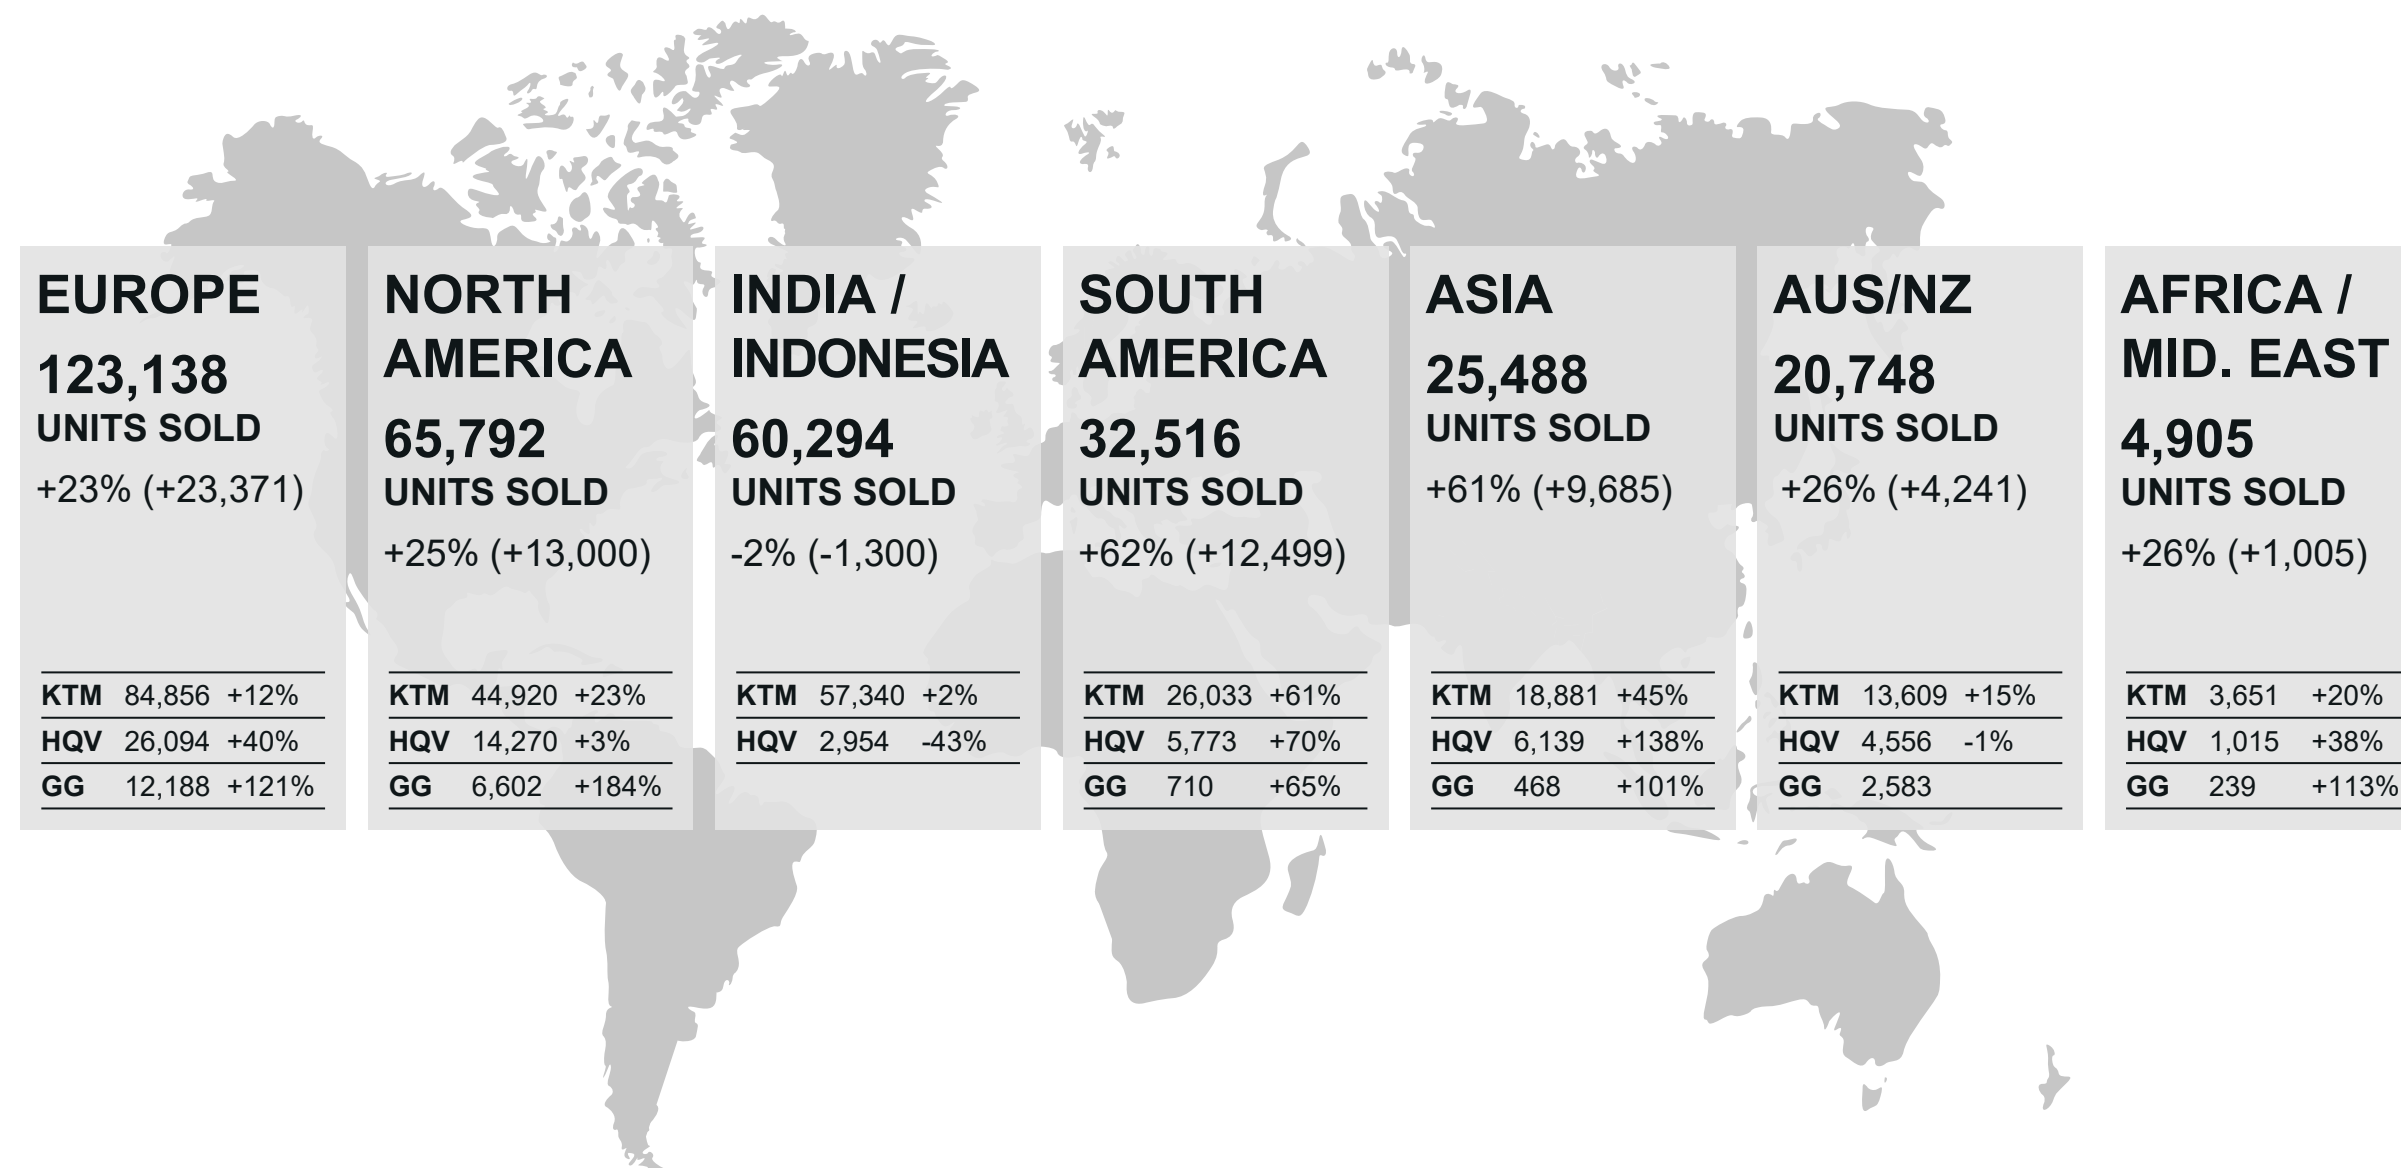 EUROPE
123,138
UNITS SOLD
+23% (+23,371)
KTM 84,856 +12%
HQV 26,094 +40%
GG 12,188 +121%
NORTH
AMERICA
65,792
UNITS SOLD
+25% (+13,000)
KTM 44,920 +23%
HQV 14,270 +3%
GG 6,602 +184%
INDIA /
INDONESIA
60,294
UNITS SOLD
-2% (-1,300)
KTM 57,340 +2%
HQV 2,954 -43%
SOUTH
AMERICA
32,516
UNITS SOLD
+62% (+12,499)
KTM 26,033 +61%
HQV 5,773 +70%
GG 710 +65%
ASIA
25,488
UNITS SOLD
+61% (+9,685)
KTM 18,881 +45%
HQV 6,139 +138%
GG 468 +101%
AUS/NZ
20,748
UNITS SOLD
+26% (+4,241)
KTM 13,609 +15%
HQV 4,556 -1%
GG 2,583
AFRICA /
MID. EAST
4,905
UNITS SOLD
+26% (+1,005)
KTM 3,651 +20%
HQV 1,015 +38%
GG 239 +113%